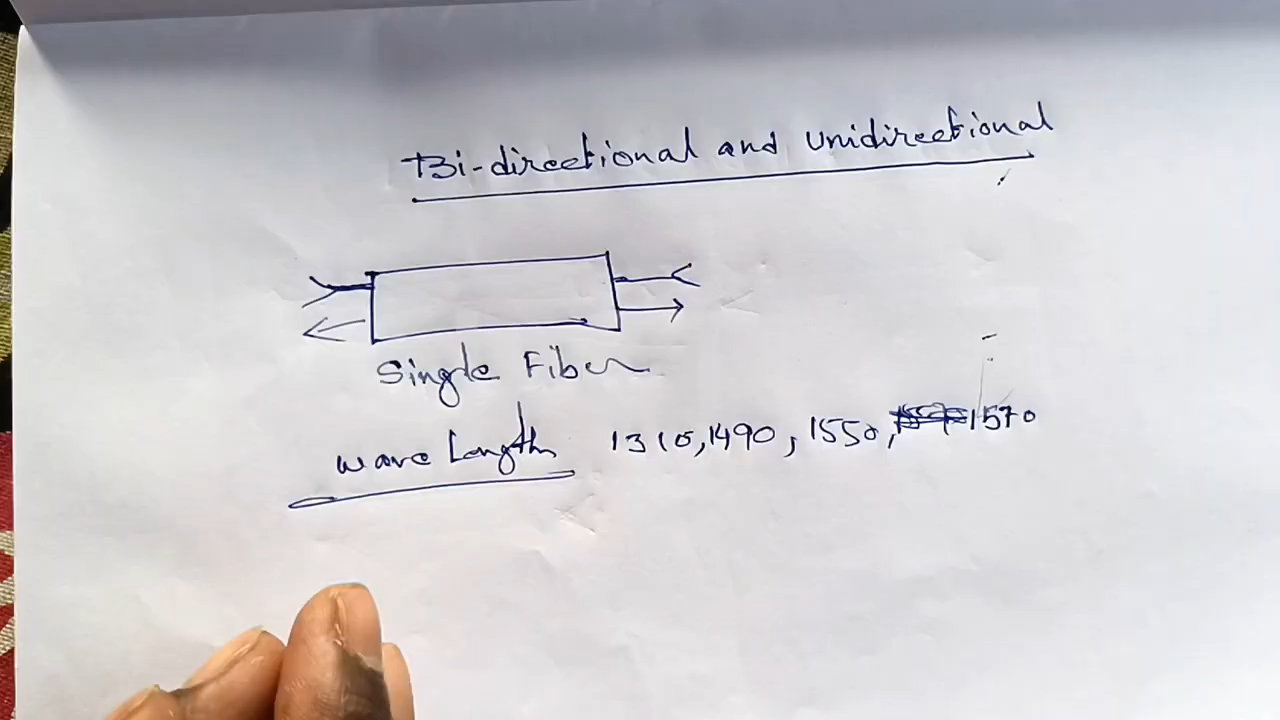 Bi-directional and unidirectional
Single Fiber
wave Length 1310, 1490, 1550, 1570